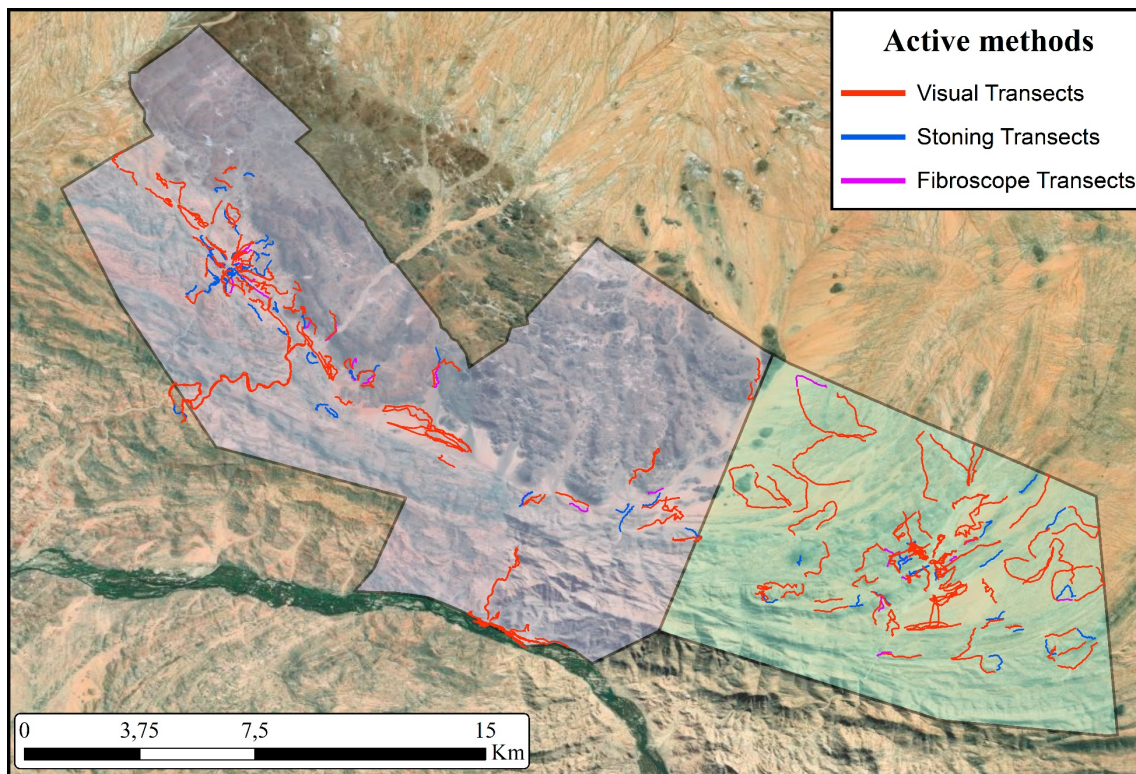 Active methods
Visual Transects
Stoning Transects
Fibroscope Transects
0 3,75 7,5 15
Km